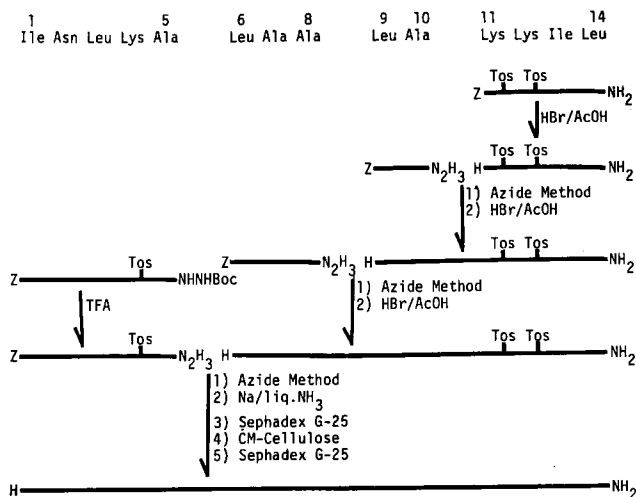 1 5 6 8 9 10 11 14
Ile Asn Leu Lys Ala Leu Ala Ala Leu Ala Lys Lys Ile Leu
Tos Tos
Z NH2
HBr/AcOH
Tos Tos
Z N2H3 H NH2
1) Azide Method
2) HBr/AcOH
Tos Tos
Z N2H3 H NH2
Tos
Z NHNHBoc
1) Azide Method
2) HBr/AcOH
TFA
Tos Tos Tos
Z N2H3 H NH2
1) Azide Method
2) Na/liq.NH3
3) Sephadex G-25
4) CM-Cellulose
5) Sephadex G-25
H NH2